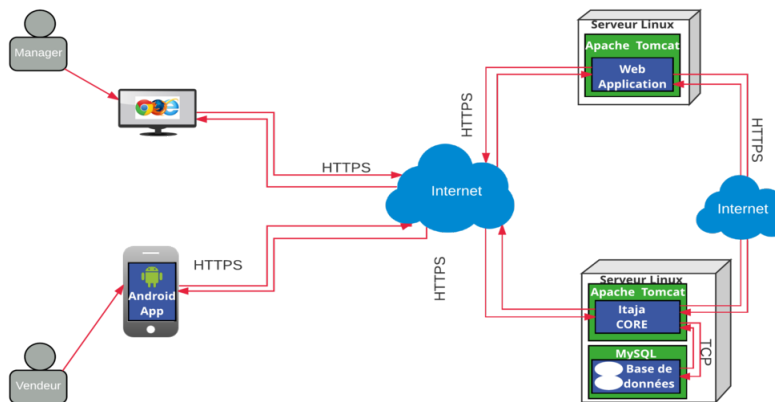 Manager
HTTPS
Internet
Serveur Linux
Apache Tomcat
Web
Application
HTTPS
HTTPS
Internet
Vendeur
Android
App
HTTPS
HTTPS
Serveur Linux
Apache Tomcat
Itaja
CORE
TCP
MySQL
Base de
données